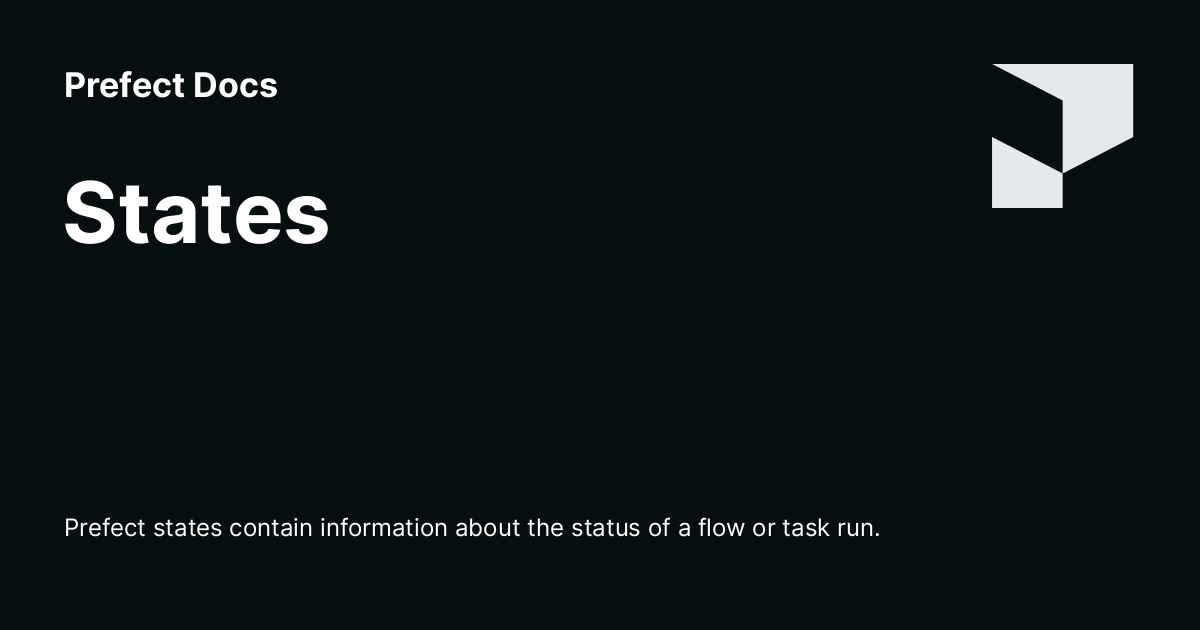 Prefect Docs
States
Prefect states contain information about the status of a flow or task run.